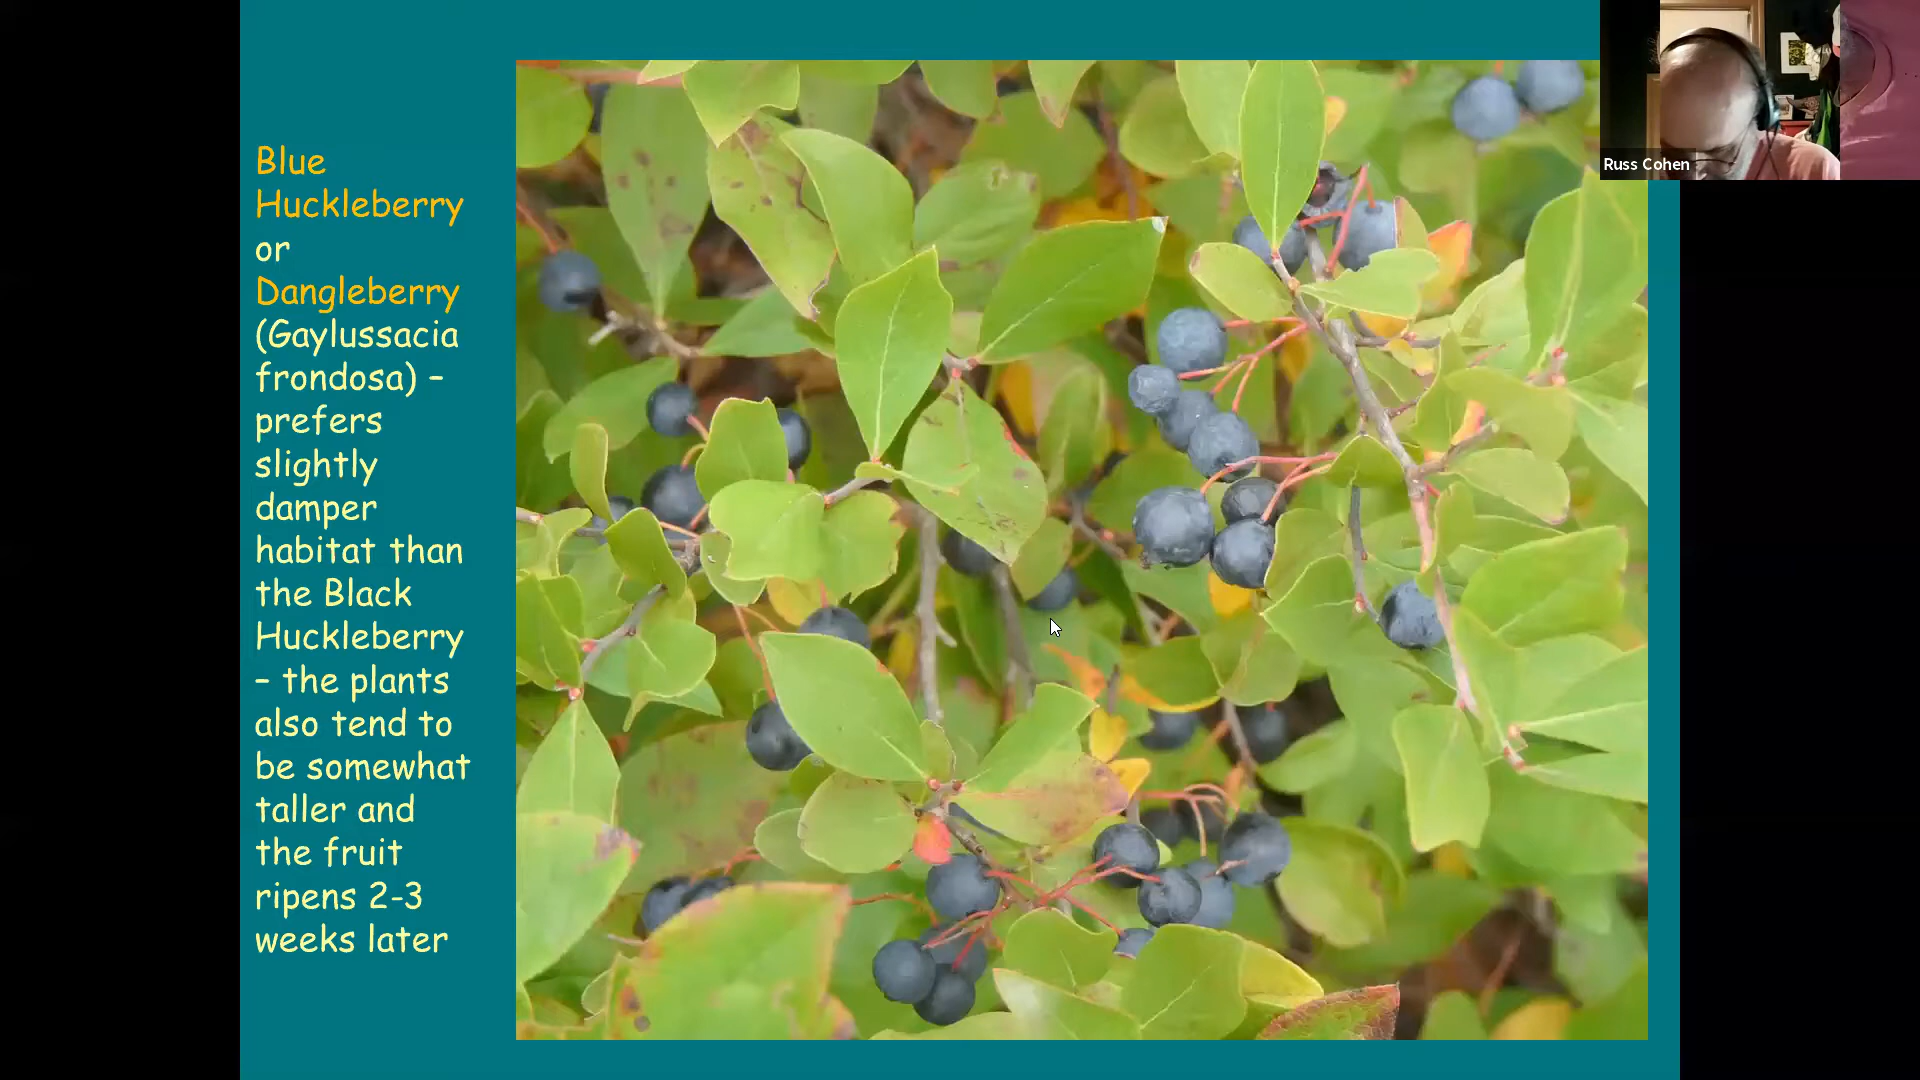 Blue
Huckleberry
or
Dangleberry
(Gaylussacia
frondosa) –
prefers
slightly
damper
habitat than
the Black
Huckleberry
– the plants
also tend to
be somewhat
taller and
the fruit
ripens 2-3
weeks later
Russ Cohen